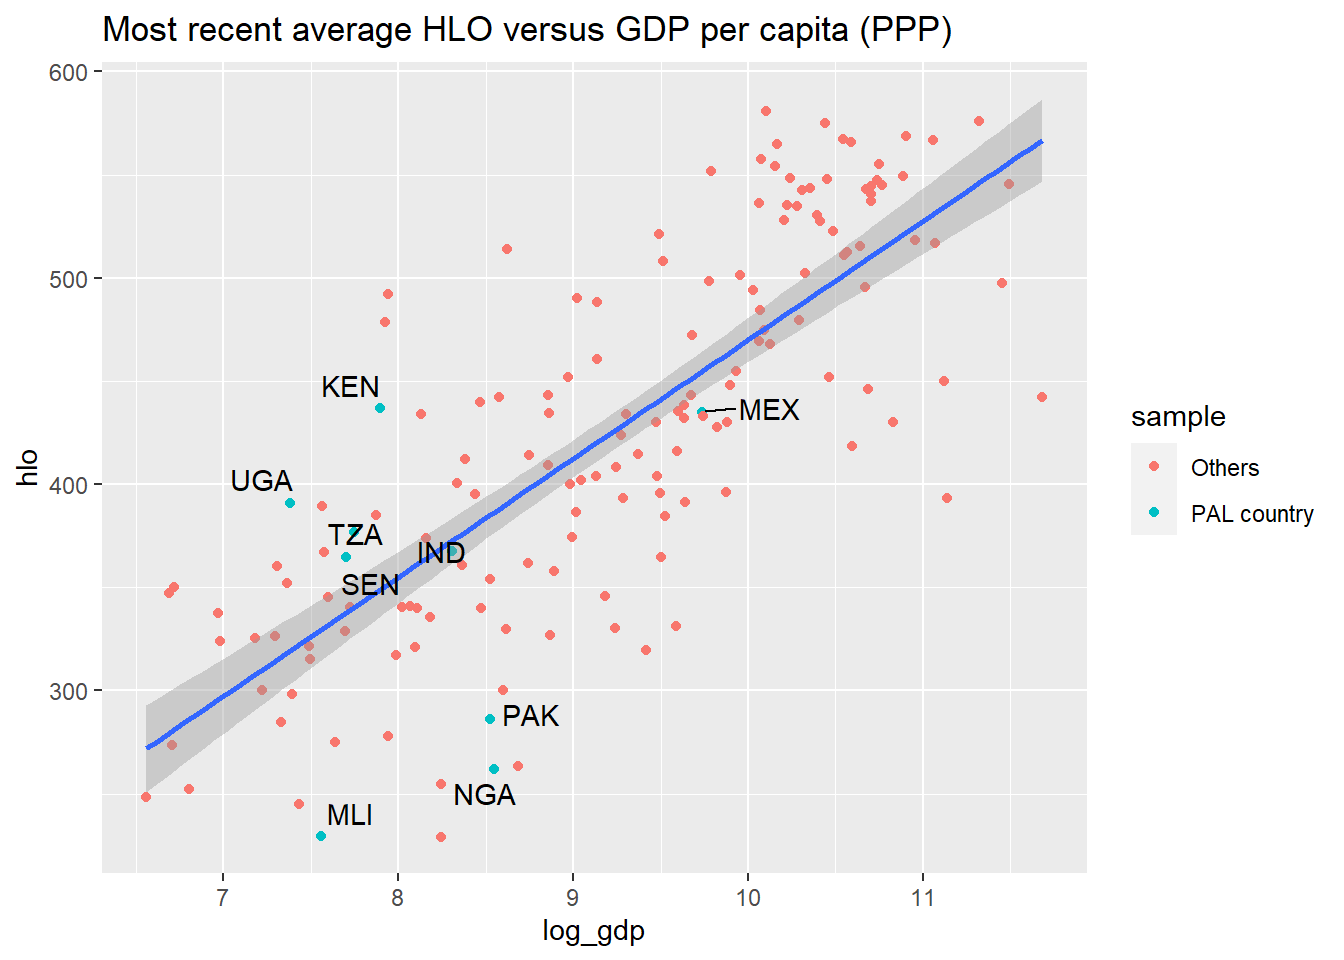 Most recent average HLO versus GDP per capita (PPP)
600
500
400
300
hlo
KEN
UGA
TZA
IND
SEN
MEX
PAK
NGA
MLI
7 8 9 10 11
log_gdp
sample
Others
PAL country